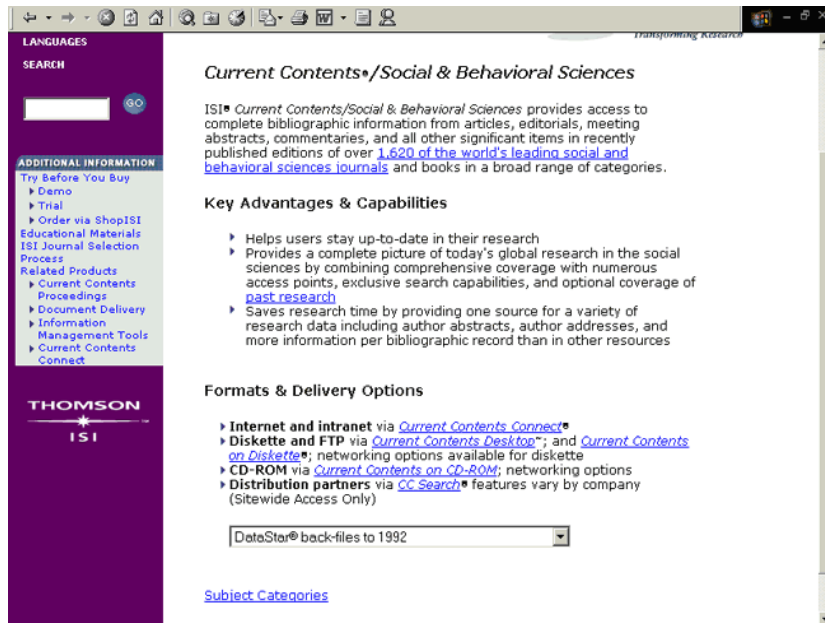 Transforming Research
LANGUAGES
SEARCH
GO
ADDITIONAL INFORMATION
Try Before You Buy
Demo
Trial
Order via ShopISI
Educational Materials
ISI Journal Selection
Process
Related Products
Current Contents
Proceedings
Document Delivery
Information
Management Tools
Current Contents
Connect
THOMSON
ISI
Current Contents®/Social & Behavioral Sciences
ISI® Current Contents/Social & Behavioral Sciences provides access to
complete bibliographic information from articles, editorials, meeting
abstracts, commentaries, and all other significant items in recently
published editions of over 1,620 of the world's leading social and
behavioral sciences journals and books in a broad range of categories.
Key Advantages & Capabilities
Helps users stay up-to-date in their research
Provides a complete picture of today's global research in the social
sciences by combining comprehensive coverage with numerous
access points, exclusive search capabilities, and optional coverage of
past research
Saves research time by providing one source for a variety of
research data including author abstracts, author addresses, and
more information per bibliographic record than in other resources
Formats & Delivery Options
Internet and intranet via Current Contents Connect®
Diskette and FTP via Current Contents Desktop™; and Current Contents
on Diskette®; networking options available for diskette
CD-ROM via Current Contents on CD-ROM; networking options
Distribution partners via CC Search® features vary by company
(Sitewide Access Only)
DataStar® back-files to 1992
Subject Categories